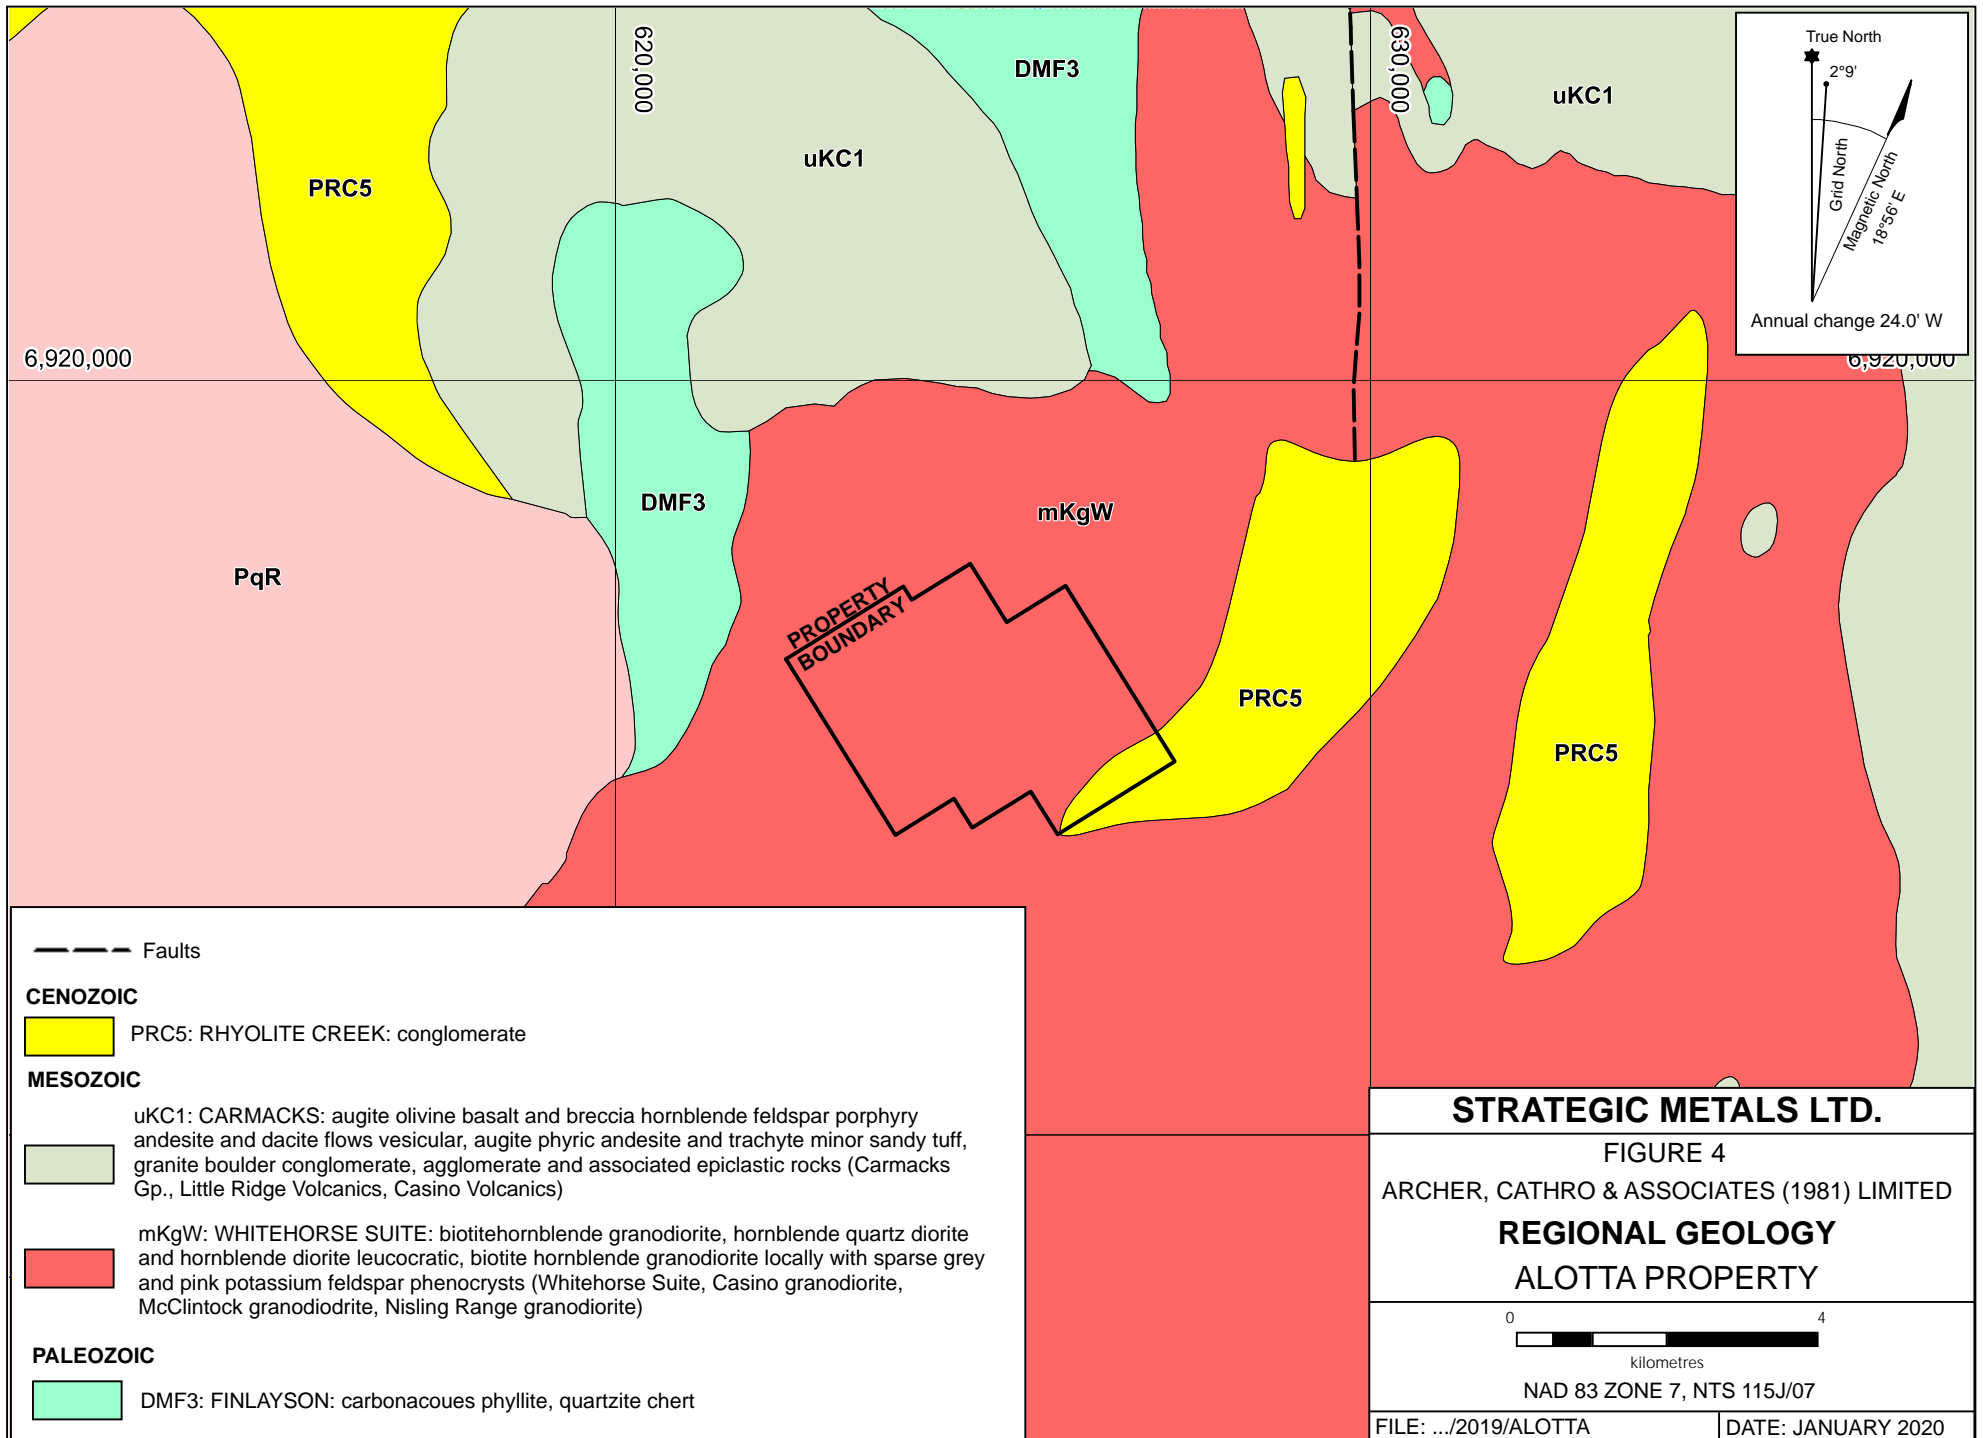 620,000
630,000
DMF3
uKC1
uKC1
PRC5
True North
2°9'
Grid North
Magnetic North
18°56' E
Annual change 24.0' W
6,920,000
6,920,000
DMF3
mKgW
PqR
PROPERTY
BOUNDARY
PRC5
PRC5
Faults
CENOZOIC
PRC5: RHYOLITE CREEK: conglomerate
MESOZOIC
uKC1: CARMACKS: augite olivine basalt and breccia hornblende feldspar porphyry
andesite and dacite flows vesicular, augite phyric andesite and trachyte minor sandy tuff,
granite boulder conglomerate, agglomerate and associated epiclastic rocks (Carmacks
Gp., Little Ridge Volcanics, Casino Volcanics)
mKgW: WHITEHORSE SUITE: biotitehornblende granodiorite, hornblende quartz diorite
and hornblende diorite leucocratic, biotite hornblende granodiorite locally with sparse grey
and pink potassium feldspar phenocrysts (Whitehorse Suite, Casino granodiorite,
McClintock granodiodrite, Nisling Range granodiorite)
PALEOZOIC
DMF3: FINLAYSON: carbonacoues phyllite, quartzite chert
STRATEGIC METALS LTD.
FIGURE 4
ARCHER, CATHRO & ASSOCIATES (1981) LIMITED
REGIONAL GEOLOGY
ALOTTA PROPERTY
0 4
kilometres
NAD 83 ZONE 7, NTS 115J/07
FILE: .../2019/ALOTTA
DATE: JANUARY 2020